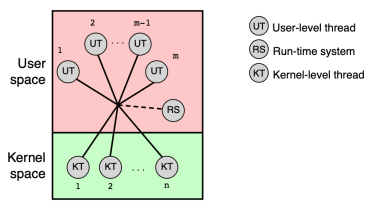 2 m-1
UT ··· UT
1 m
UT UT
User
space
RS
Kernel
space
KT KT ··· KT
1 2 n
UT User-level thread
RS Run-time system
KT Kernel-level thread